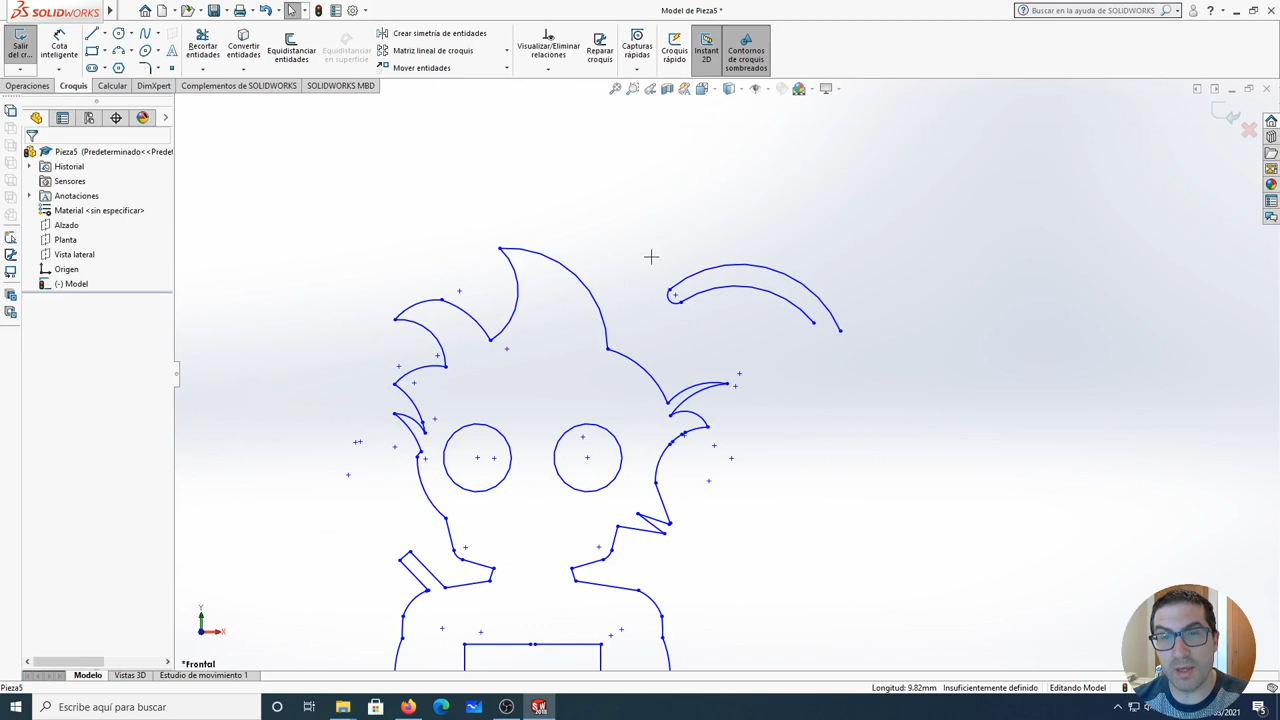 SOLIDWORKS
Model de Pieza5 *
Buscar en la ayuda de SOLIDWORKS
Salir del cr...
Cota inteligente
Recortar entidades
Convertir entidades
Equidistanciar entidades
Equidistanciar en superficie
Crear simetría de entidades
Matriz lineal de croquis
Mover entidades
Visualizar/Eliminar relaciones
Reparar croquis
Capturas rápidas
Croquis rápido
Instant 2D
Contornos de croquis sombreados
Operaciones
Croquis
Calcular
DimXpert
Complementos de SOLIDWORKS
SOLIDWORKS MBD
Pieza5 (Predeterminado<<Prede
Historial
Sensores
Anotaciones
Material <sin especificar>
Alzado
Planta
Vista lateral
Origen
(-) Model
Y
X
*Frontal
Modelo
Vistas 3D
Estudio de movimiento 1
Pieza5
Longitud: 9.82mm
Insuficientemente definido
Editando Model
Escribe aquí para buscar
/2021